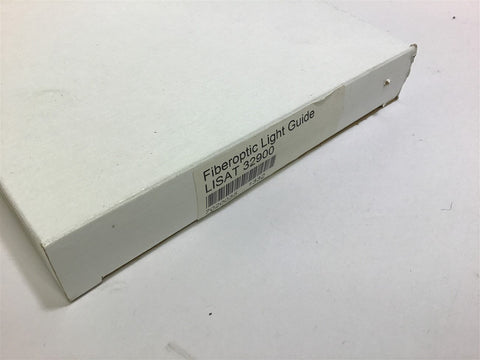 Fiberoptic Light Guide
LISAT 32900